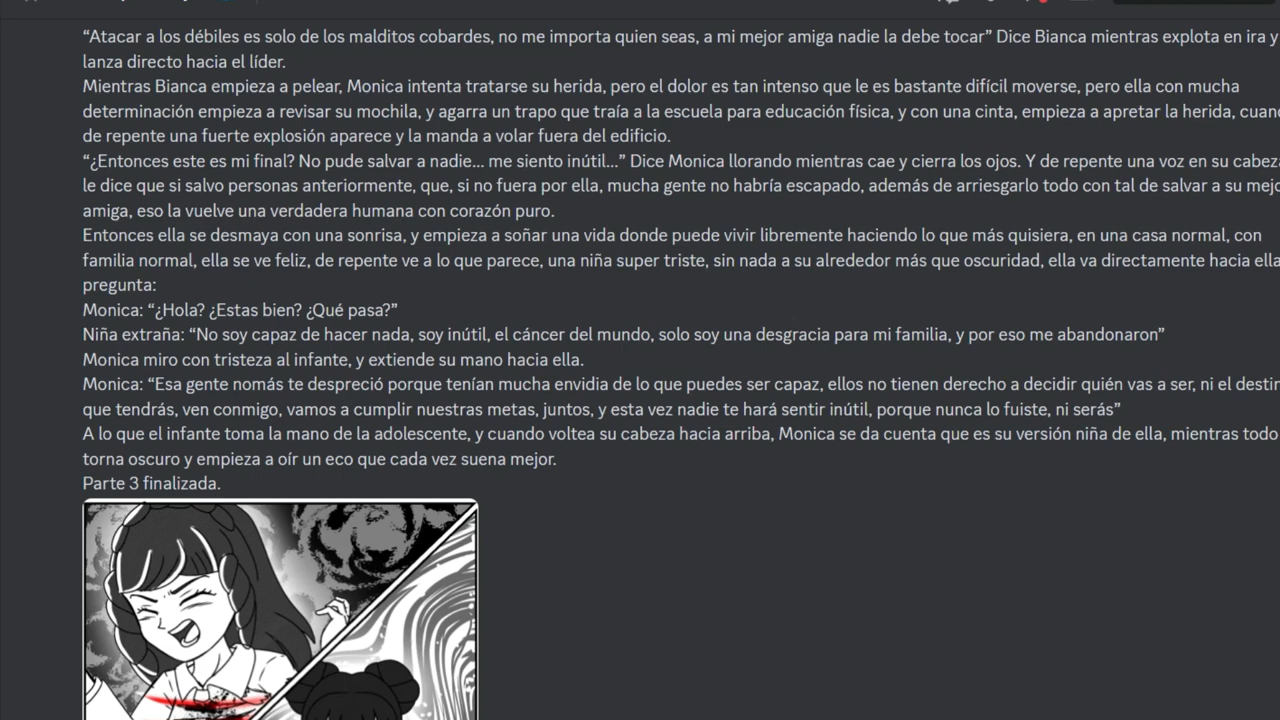 “Atacar a los débiles es solo de los malditos cobardes, no me importa quien seas, a mi mejor amiga nadie la debe tocar” Dice Bianca mientras explota en ira y
lanza directo hacia el líder.
Mientras Bianca empieza a pelear, Monica intenta tratarse su herida, pero el dolor es tan intenso que le es bastante difícil moverse, pero ella con mucha
determinación empieza a revisar su mochila, y agarra un trapo que traía a la escuela para educación física, y con una cinta, empieza a apretar la herida,
de repente una fuerte explosión aparece y la manda a volar fuera del edificio.
“¿Entonces este es mi final? No pude salvar a nadie... me siento inútil...” Dice Monica llorando mientras cae y cierra los ojos. Y de repente una voz en su
le dice que si salvo personas anteriormente, que, si no fuera por ella, mucha gente no habría escapado, además de arriesgarlo todo con tal de salvar a su
amiga, eso la vuelve una verdadera humana con corazón puro.
Entonces ella se desmaya con una sonrisa, y empieza a soñar una vida donde puede vivir libremente haciendo lo que más quisiera, en una casa normal, con
familia normal, ella se ve feliz, de repente ve a lo que parece, una niña super triste, sin nada a su alrededor más que oscuridad, ella va directamente hacia ella
pregunta:
Monica: “¿Hola? ¿Estas bien? ¿Qué pasa?”
Niña extraña: “No soy capaz de hacer nada, soy inútil, el cáncer del mundo, solo soy una desgracia para mi familia, y por eso me abandonaron”
Monica miro con tristeza al infante, y extiende su mano hacia ella.
Monica: “Esa gente nomás te despreció porque tenían mucha envidia de lo que puedes ser capaz, ellos no tienen derecho a decidir quién vas a ser, ni el
que tendrás, ven conmigo, vamos a cumplir nuestras metas, juntos, y esta vez nadie te hará sentir inútil, porque nunca lo fuiste, ni serás”
A lo que el infante toma la mano de la adolescente, y cuando voltea su cabeza hacia arriba, Monica se da cuenta que es su versión niña de ella, mientras todo
torna oscuro y empieza a oír un eco que cada vez suena mejor.
Parte 3 finalizada.